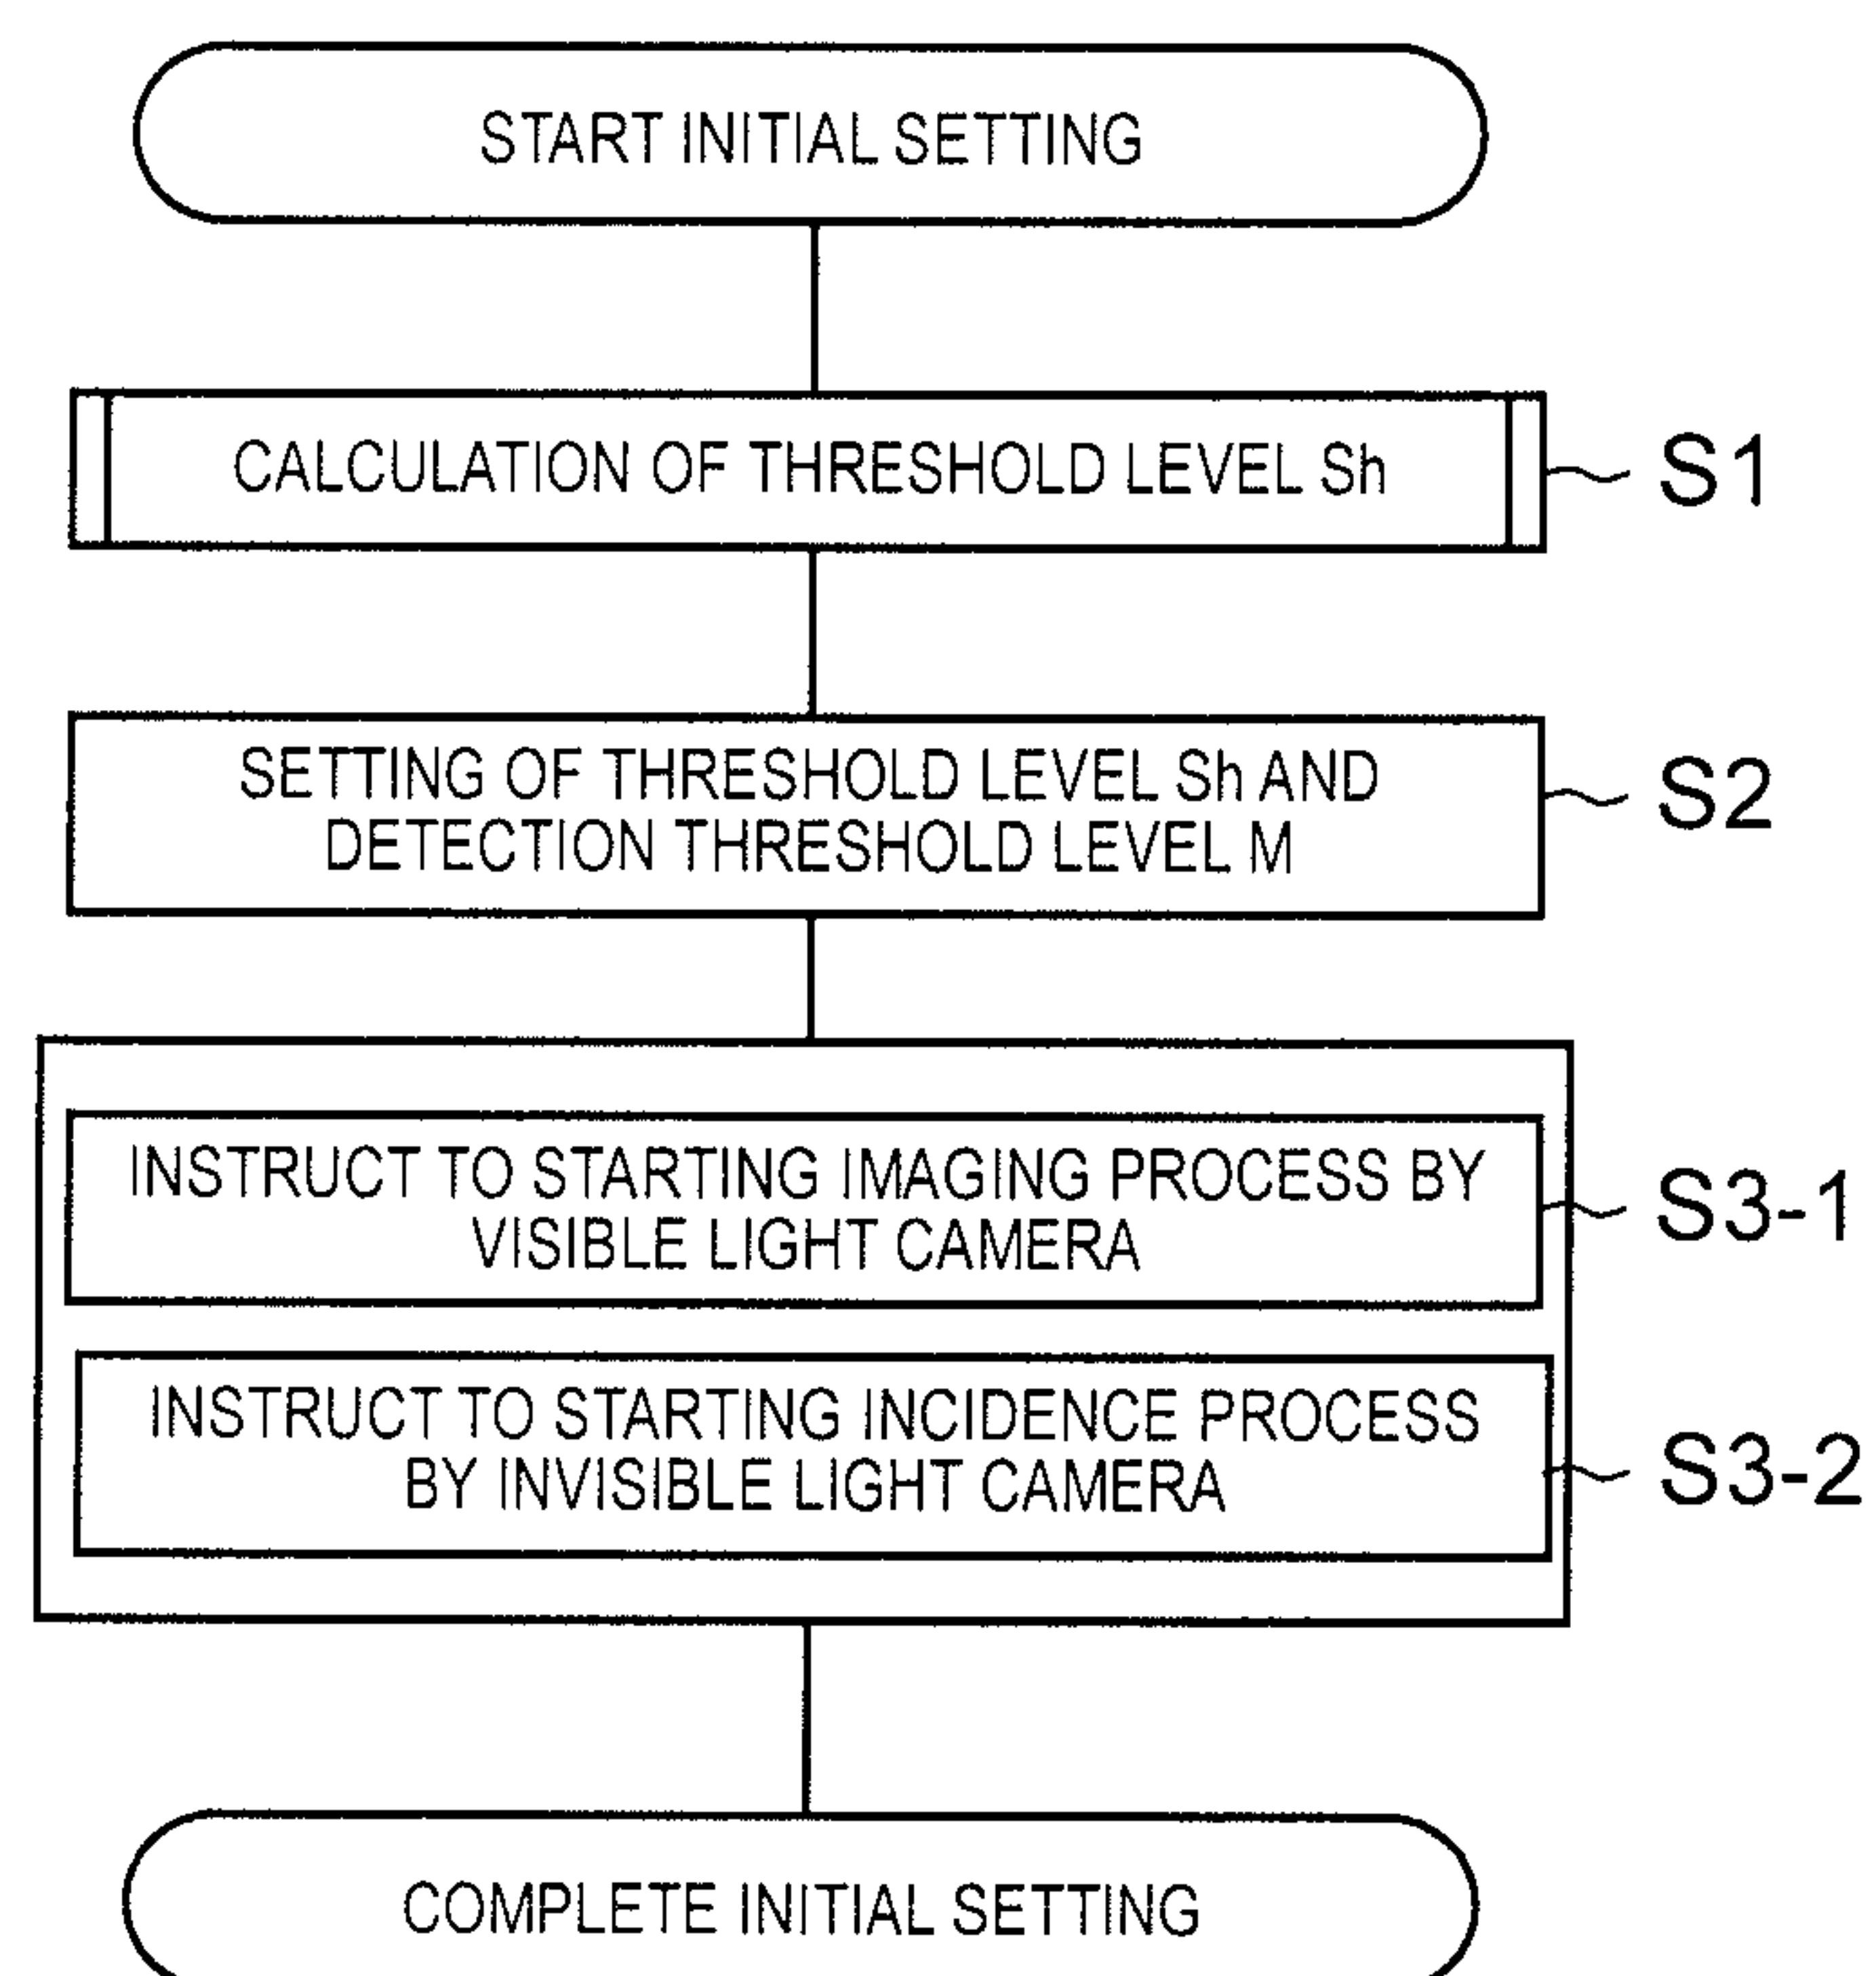 START INITIAL SETTING
CALCULATION OF THRESHOLD LEVEL Sh
S1
SETTING OF THRESHOLD LEVEL Sh AND
DETECTION THRESHOLD LEVEL M
S2
INSTRUCT TO STARTING IMAGING PROCESS BY
VISIBLE LIGHT CAMERA
S3-1
INSTRUCT TO STARTING INCIDENCE PROCESS
BY INVISIBLE LIGHT CAMERA
S3-2
COMPLETE INITIAL SETTING